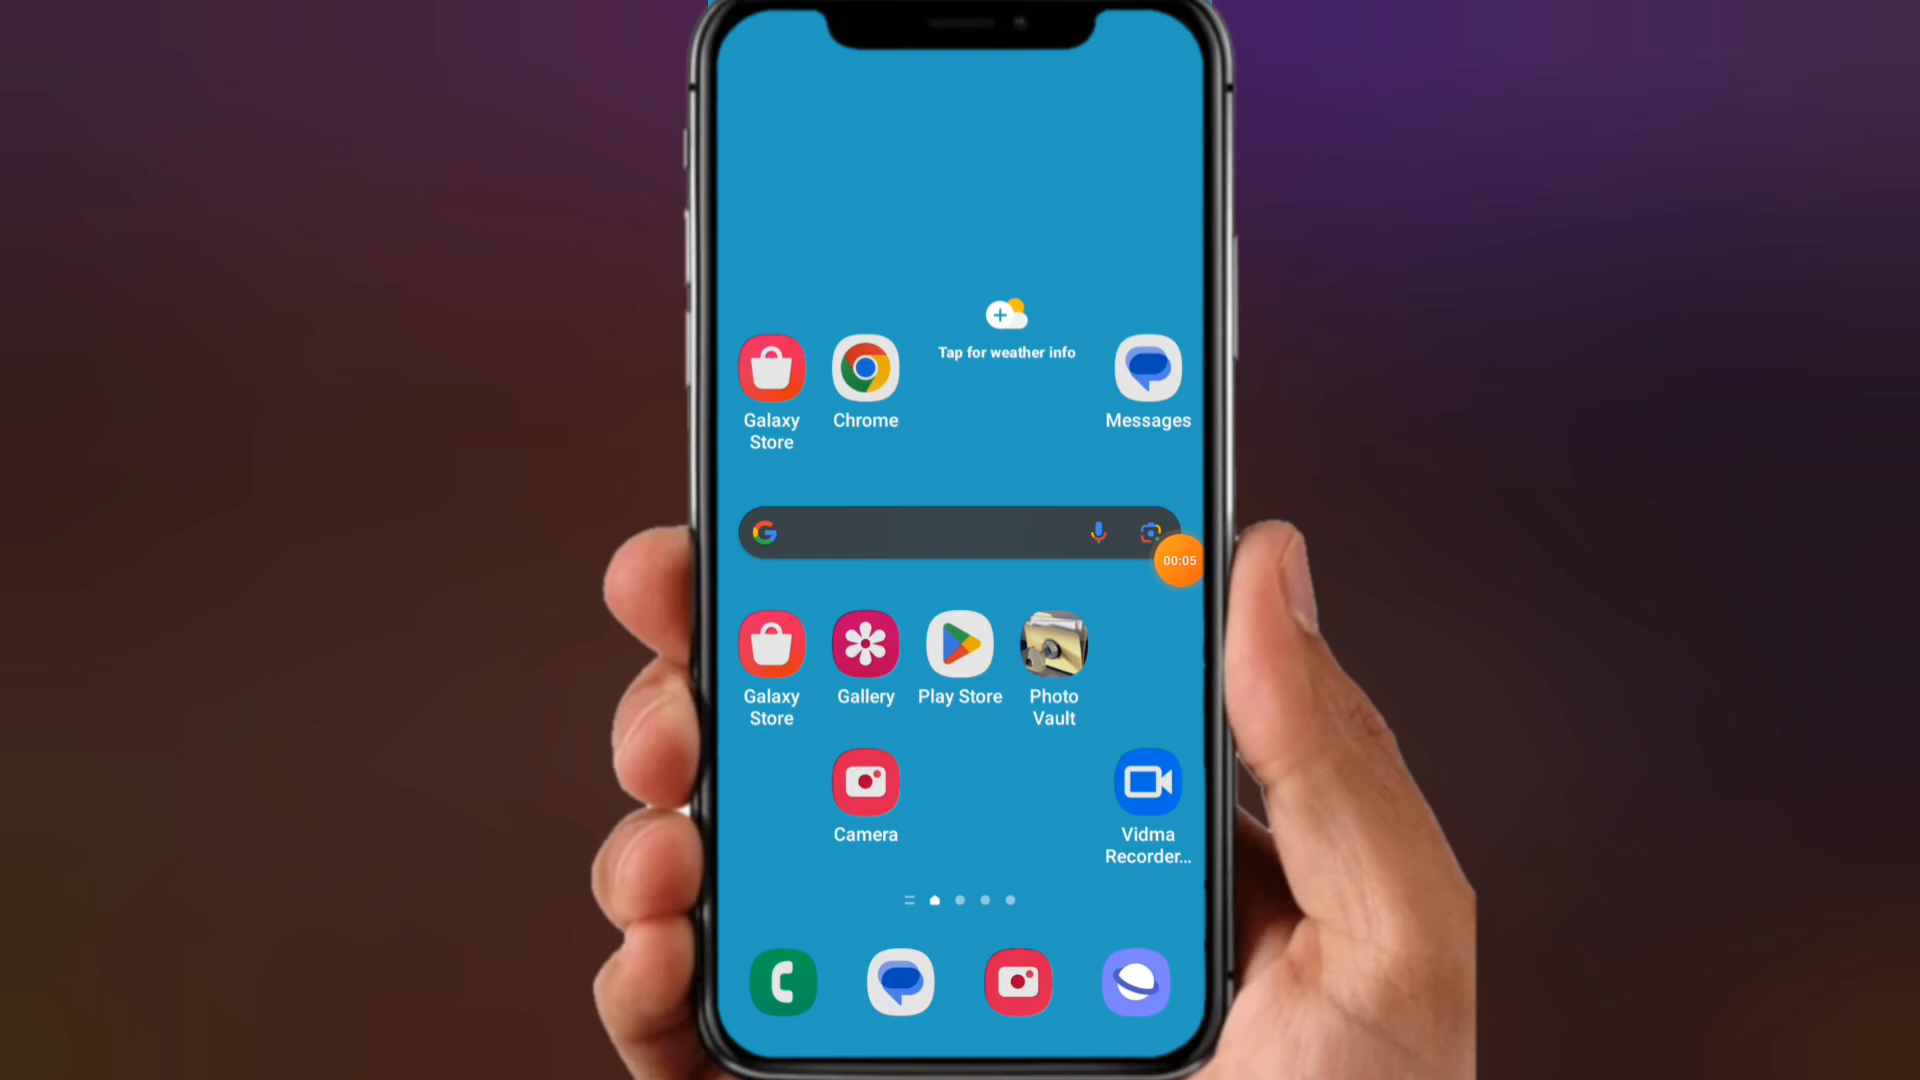 Tap for weather info
Galaxy
Store
Chrome
Messages
00:05
Galaxy
Store
Gallery
Play Store
Photo
Vault
Camera
Vidma
Recorder...